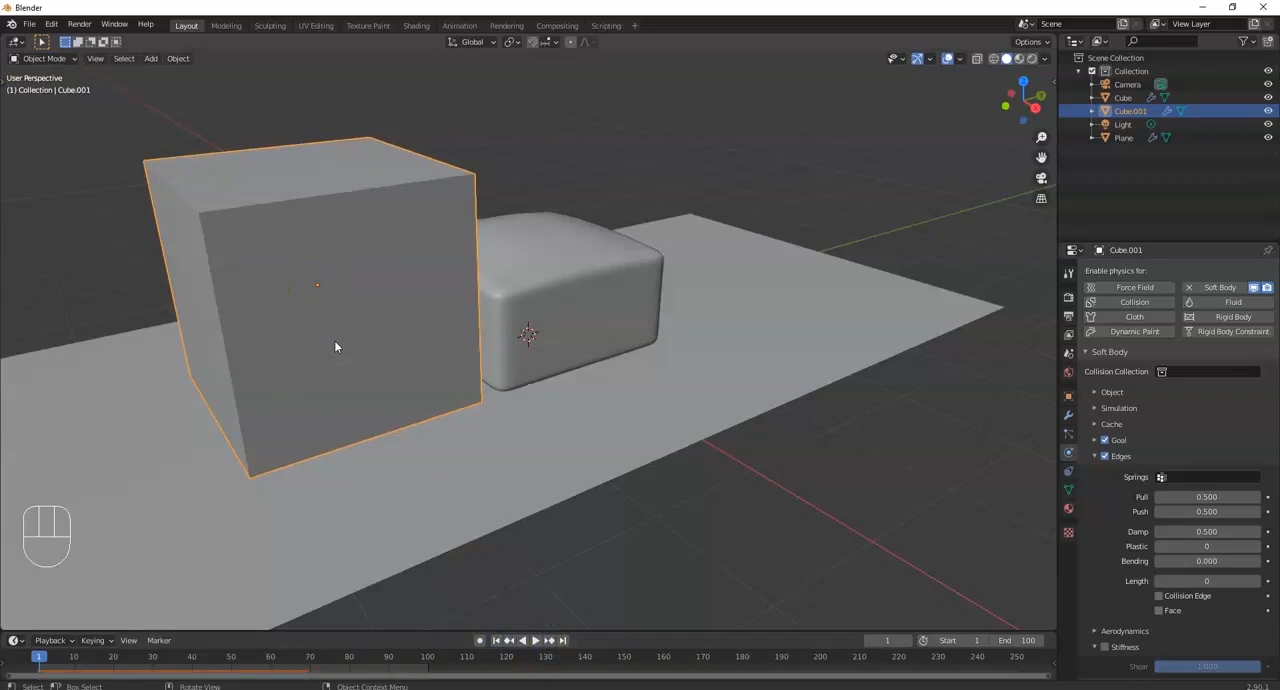 Blender
File Edit Render Window Help
Layout Modeling Sculpting UV Editing Texture Paint Shading Animation Rendering Compositing Scripting +
Scene
View Layer
Global
Options
Object Mode View Select Add Object
User Perspective
(1) Collection | Cube.001
Scene Collection
Collection
Camera
Cube
Cube.001
Light
Plane
Cube.001
Enable physics for:
Force Field
Soft Body
Collision
Fluid
Cloth
Rigid Body
Dynamic Paint
Rigid Body Constraint
Soft Body
Collision Collection
Object
Simulation
Cache
Goal
Edges
Springs
Pull 0.500
Push 0.500
Damp 0.500
Plastic 0
Bending 0.000
Length 0
Collision Edge
Face
Aerodynamics
Stiffness
Shear 1.000
Playback Keying View Marker
1 Start 1 End 100
1 10 20 30 40 50 60 70 80 90 100 110 120 130 140 150 160 170 180 190 200 210 220 230 240 250
Select Box Select Rotate View Object Context Menu 2.90.1